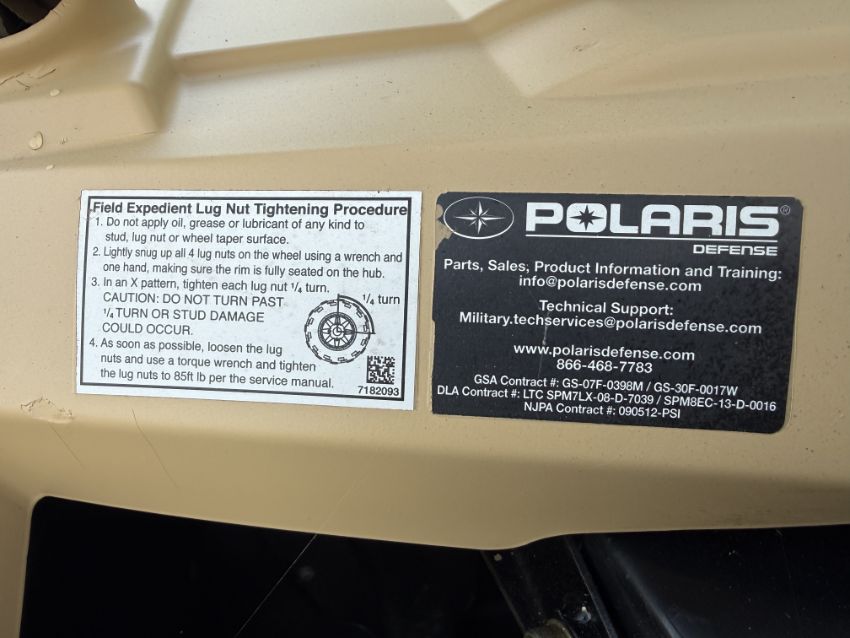 Field Expedient Lug Nut Tightening Procedure
1. Do not apply oil, grease or lubricant of any kind to
stud, lug nut or wheel taper surface.
2. Lightly snug up all 4 lug nuts on the wheel using a wrench and
one hand, making sure the rim is fully seated on the hub.
3. In an X pattern, tighten each lug nut 1/4 turn.
CAUTION: DO NOT TURN PAST
1/4 TURN OR STUD DAMAGE
COULD OCCUR.
1/4 turn
4. As soon as possible, loosen the lug
nuts and use a torque wrench and tighten
the lug nuts to 85ft lb per the service manual.
7182093
POLARIS®
DEFENSE
Parts, Sales, Product Information and Training:
info@polarisdefense.com
Technical Support:
Military.techservices@polarisdefense.com
www.polarisdefense.com
866-468-7783
GSA Contract #: GS-07F-0398M / GS-30F-0017W
DLA Contract #: LTC SPM7LX-08-D-7039 / SPM8EC-13-D-0016
NJPA Contract #: 090512-PSI